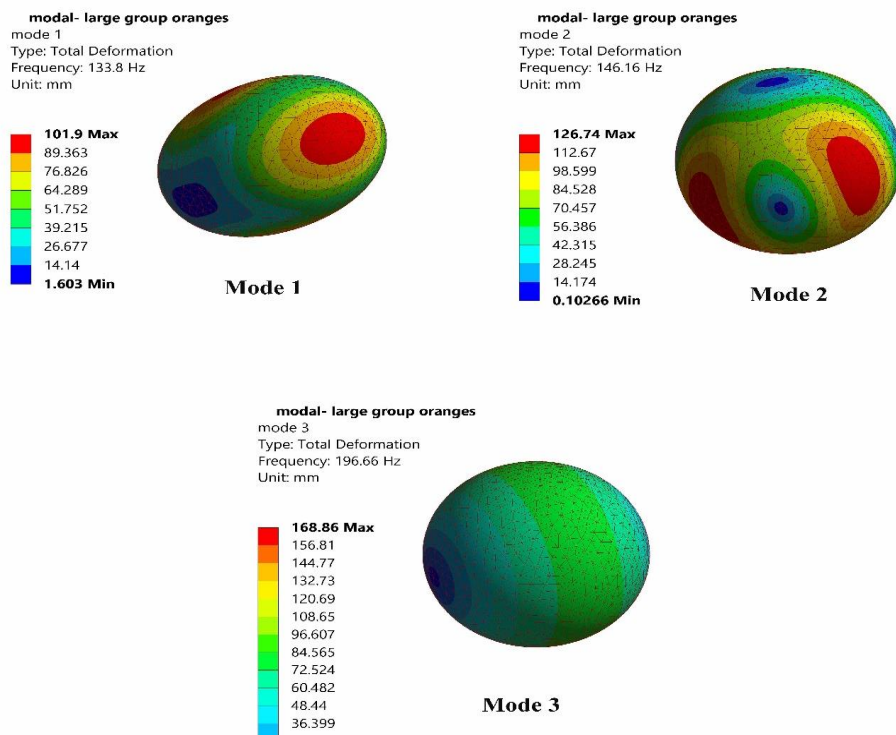 modal- large group oranges
mode 1
Type: Total Deformation
Frequency: 133.8 Hz
Unit: mm
101.9 Max
89.363
76.826
64.289
51.752
39.215
26.677
14.14
1.603 Min
Mode 1
modal- large group oranges
mode 2
Type: Total Deformation
Frequency: 146.16 Hz
Unit: mm
126.74 Max
112.67
98.599
84.528
70.457
56.386
42.315
28.245
14.174
0.10266 Min
Mode 2
modal- large group oranges
mode 3
Type: Total Deformation
Frequency: 196.66 Hz
Unit: mm
168.86 Max
156.81
144.77
132.73
120.69
108.65
96.607
84.565
72.524
60.482
48.44
36.399
Mode 3